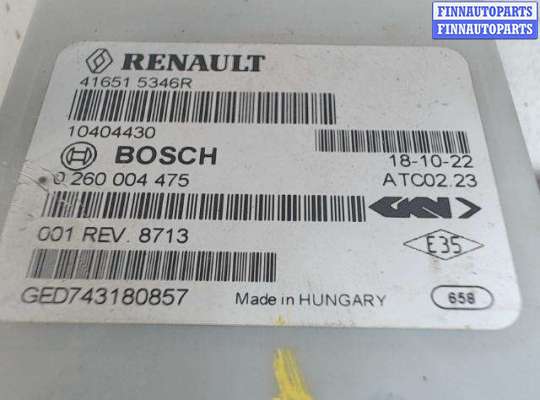 FINNAUTOPARTS
FINNAUTOPARTS
RENAULT
41651 5346R
10404430
BOSCH
18-10-22
0 260 004 475
ATC02.23
GKN
001 REV. 8713
E35
GED743180857
Made in HUNGARY
658